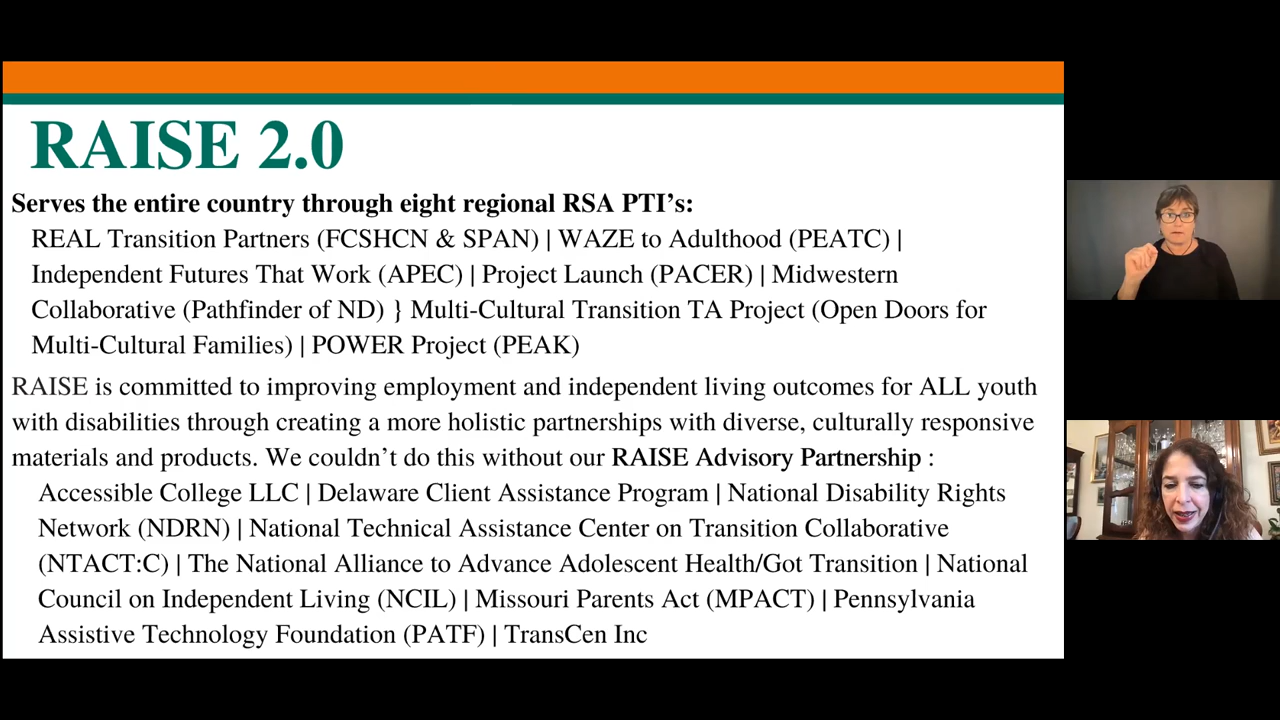 RAISE 2.0
Serves the entire country through eight regional RSA PTI’s:
REAL Transition Partners (FCSHCN & SPAN) | WAZE to Adulthood (PEATC) |
Independent Futures That Work (APEC) | Project Launch (PACER) | Midwestern
Collaborative (Pathfinder of ND) } Multi-Cultural Transition TA Project (Open Doors for
Multi-Cultural Families) | POWER Project (PEAK)
RAISE is committed to improving employment and independent living outcomes for ALL youth
with disabilities through creating a more holistic partnerships with diverse, culturally responsive
materials and products. We couldn’t do this without our RAISE Advisory Partnership :
Accessible College LLC | Delaware Client Assistance Program | National Disability Rights
Network (NDRN) | National Technical Assistance Center on Transition Collaborative
(NTACT:C) | The National Alliance to Advance Adolescent Health/Got Transition | National
Council on Independent Living (NCIL) | Missouri Parents Act (MPACT) | Pennsylvania
Assistive Technology Foundation (PATF) | TransCen Inc